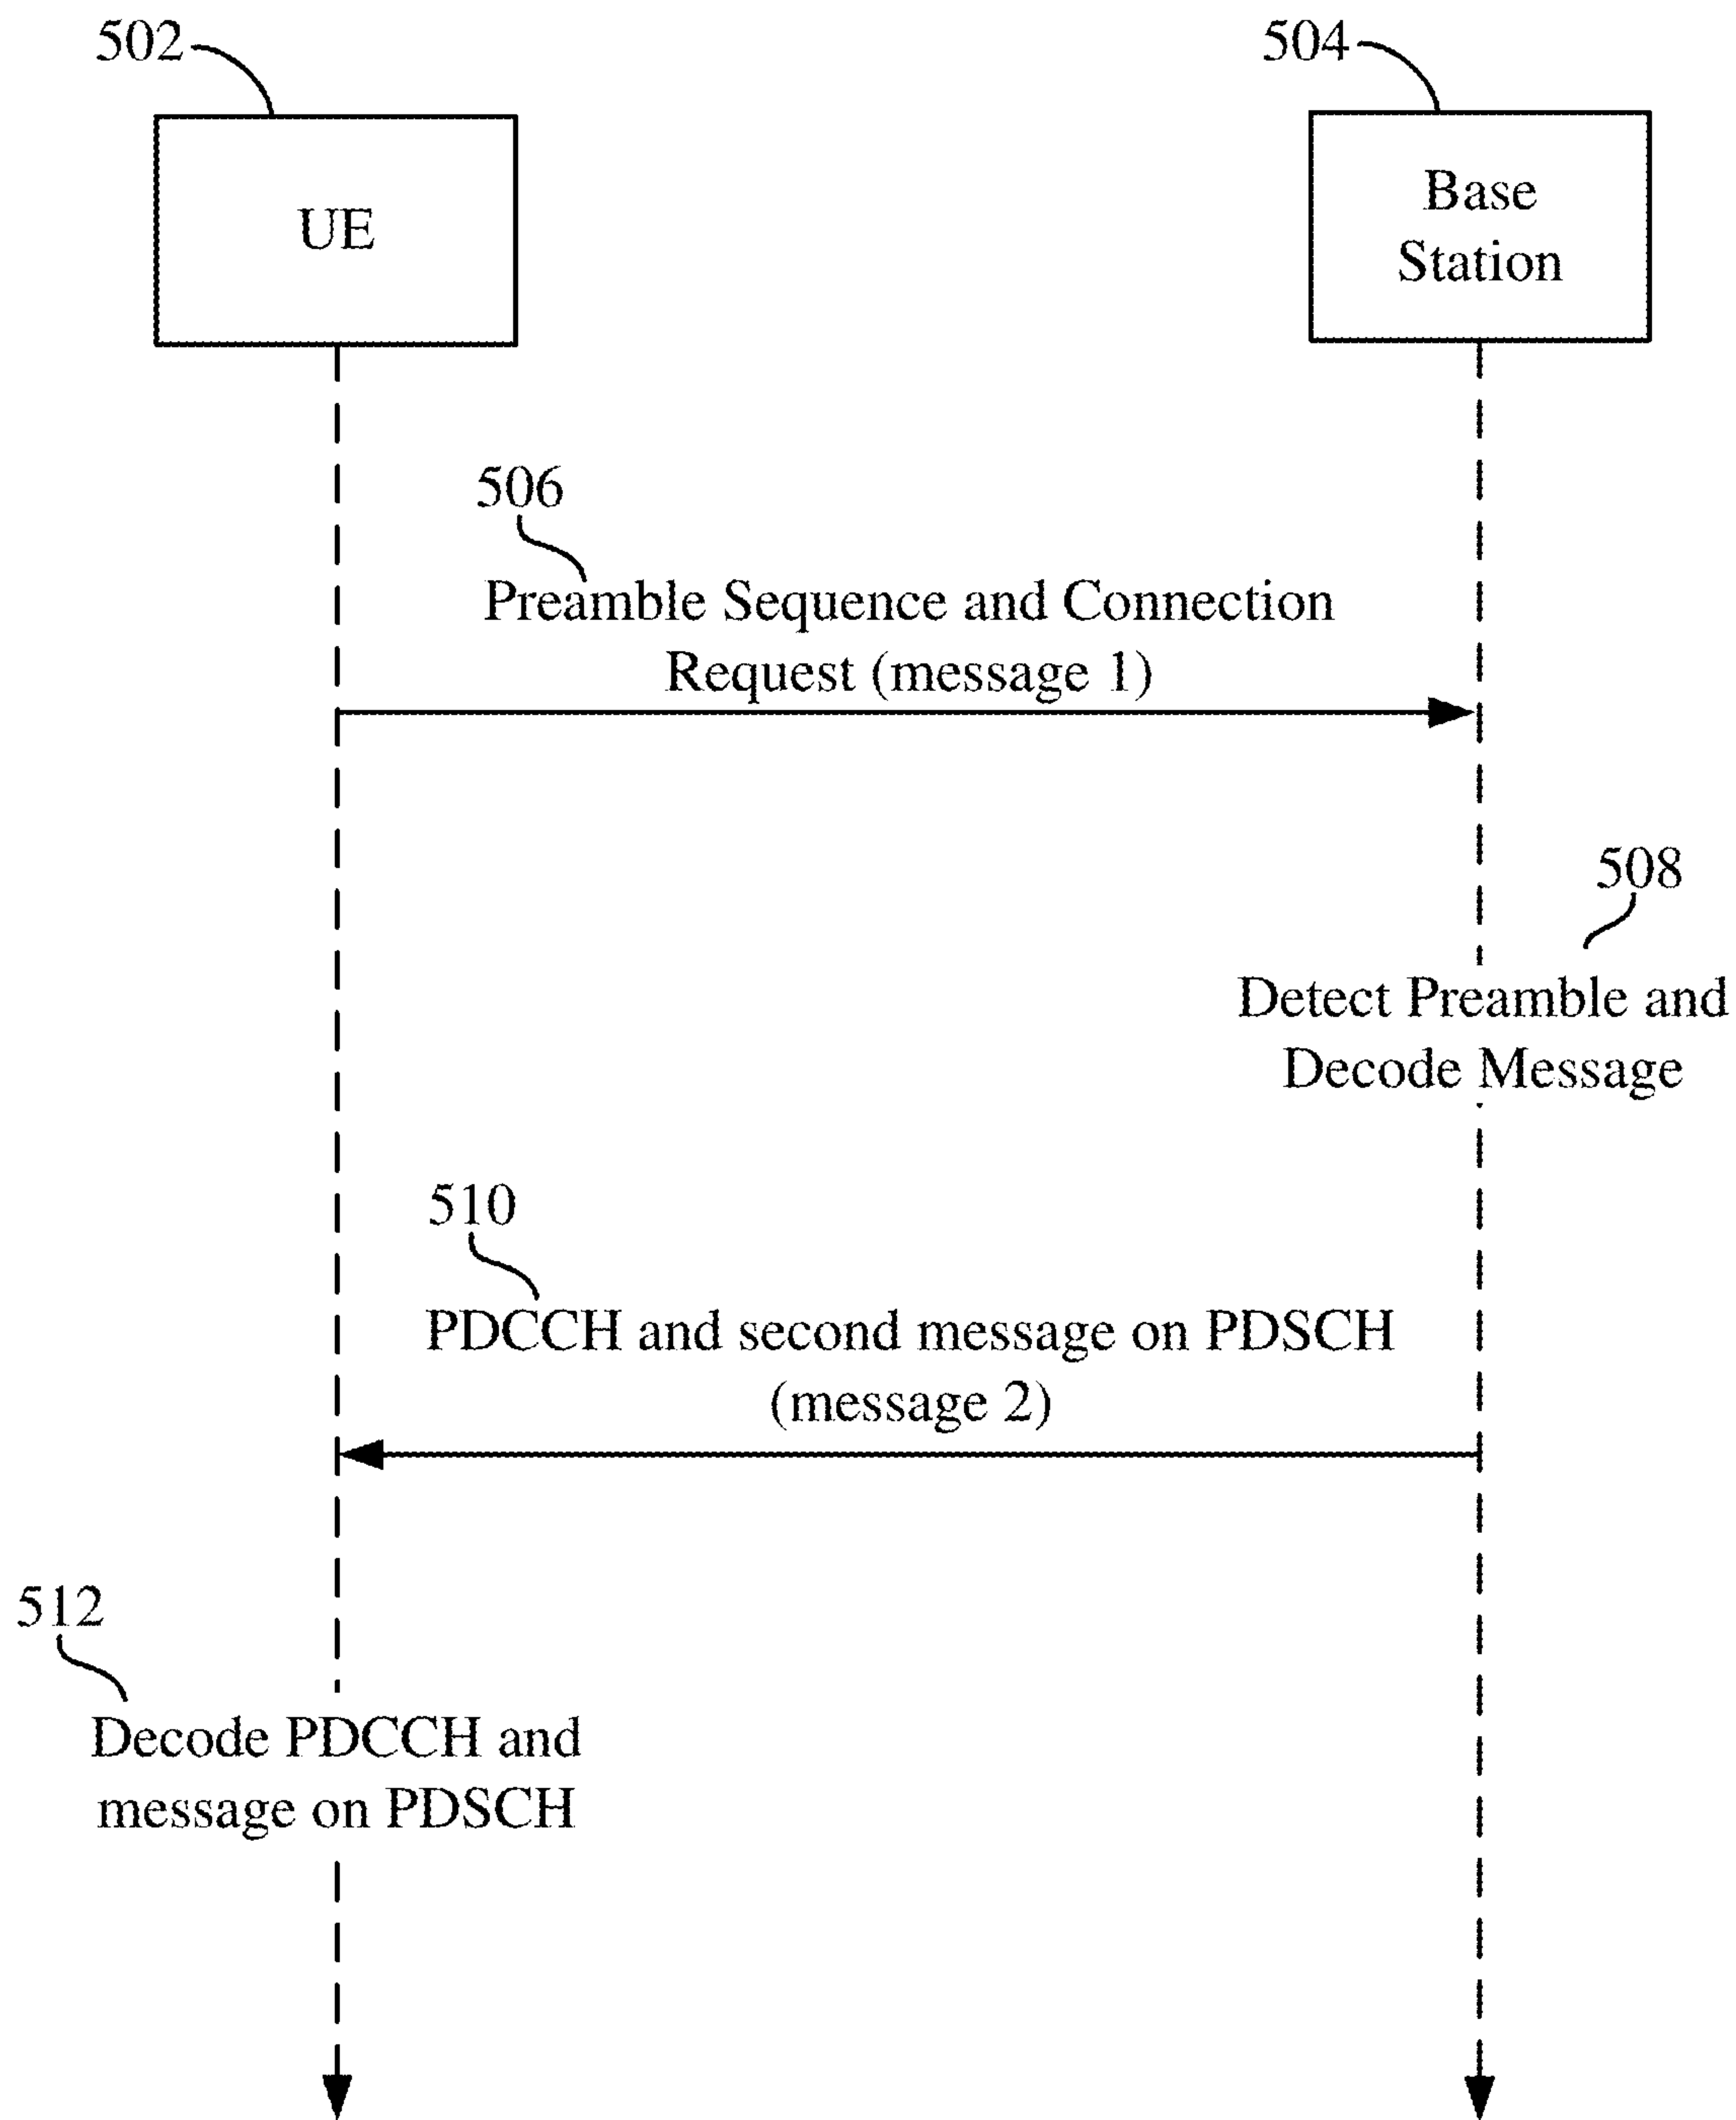 502
504
UE
Base
Station
506
Preamble Sequence and Connection
Request (message 1)
508
Detect Preamble and
Decode Message
510
PDCCH and second message on PDSCH
(message 2)
512
Decode PDCCH and
message on PDSCH